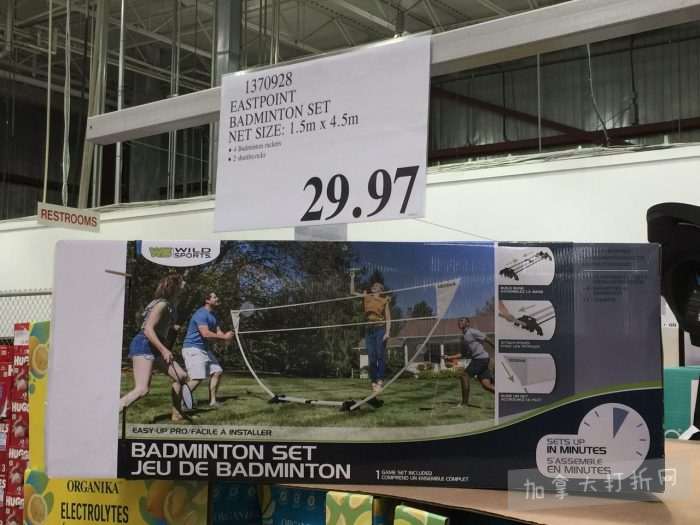 1370928
EASTPOINT
BADMINTON SET
NET SIZE: 1.5m x 4.5m
• 4 Badminton rackets
• 2 shuttlecocks
29.97
RESTROOMS
WS WILD SPORTS
EASY-UP PRO/FACILE À INSTALLER
BADMINTON SET
JEU DE BADMINTON
1 GAME SET INCLUDED
COMPREND UN ENSEMBLE COMPLET
SETS UP
IN MINUTES
S'ASSEMBLE
EN MINUTES
ORGANIKA
ELECTROLYTES
加拿大打折网